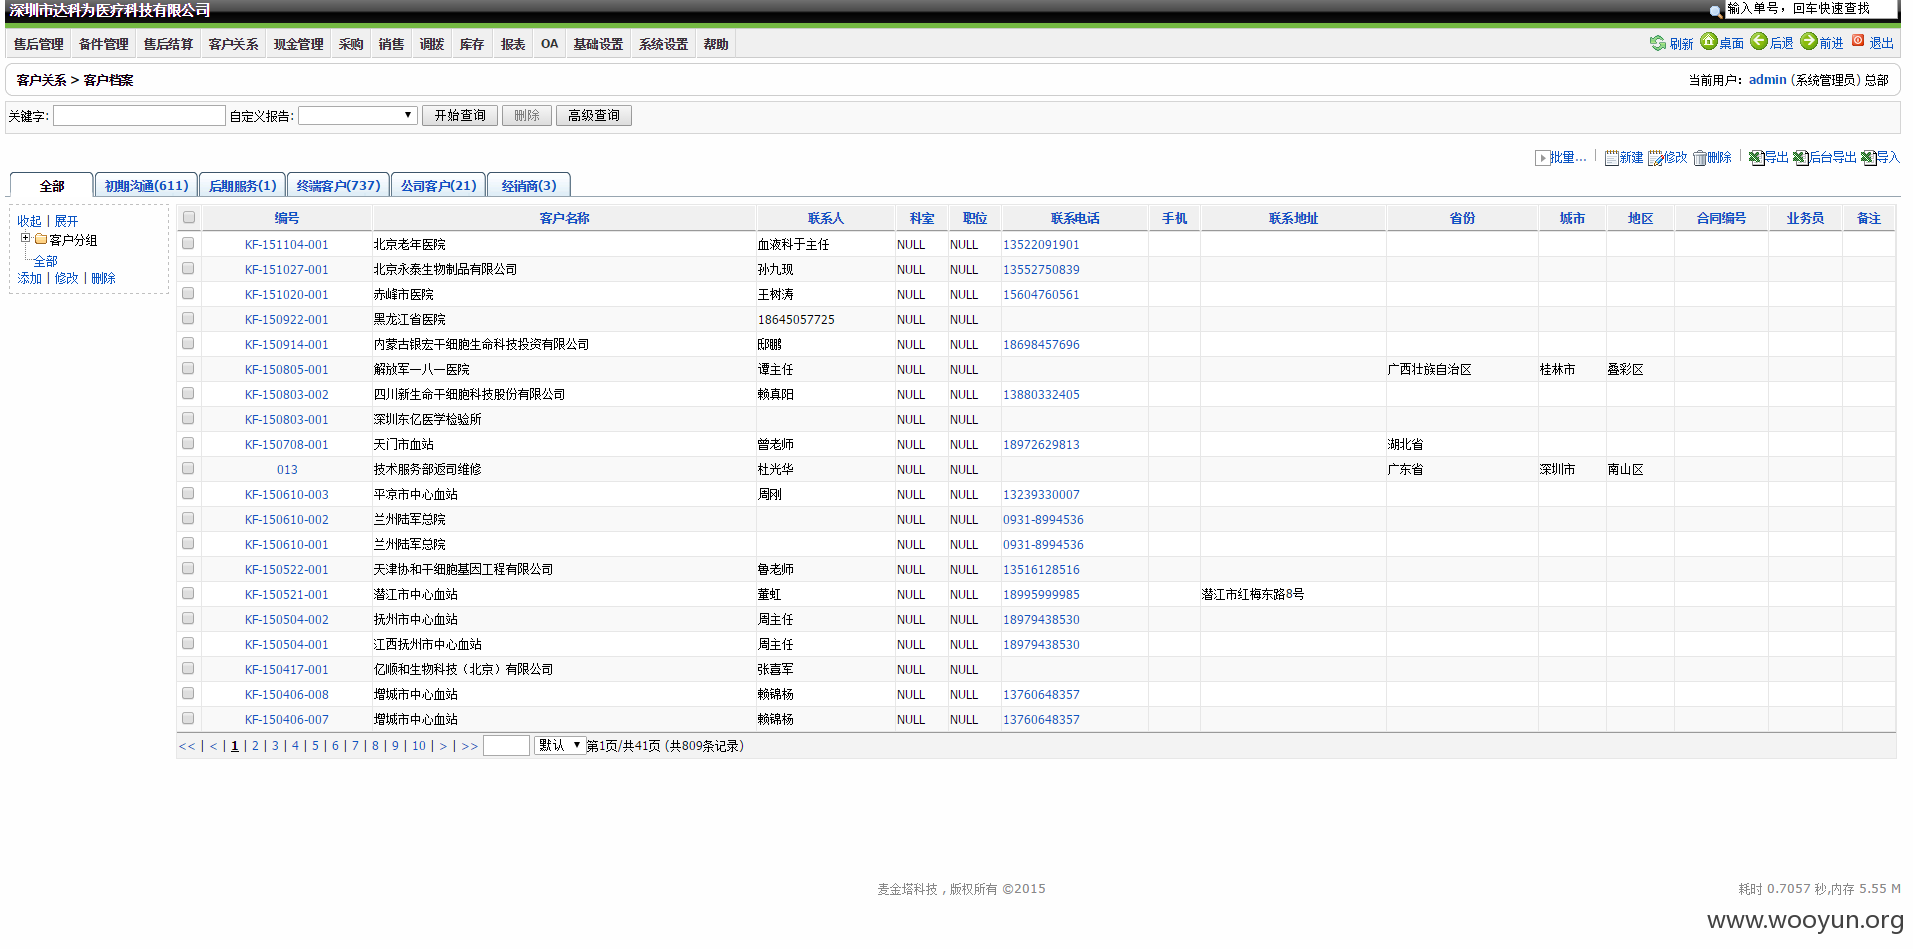 深圳市达科为医疗科技有限公司
输入单号，回车快速查找
售后管理 备件管理 售后结算 客户关系 现金管理 采购 销售 调拨 库存 报表 OA 基础设置 系统设置 帮助
刷新 桌面 后退 前进 退出
客户关系 > 客户档案
当前用户：admin (系统管理员) 总部
关键字: 自定义报告: 开始查询 删除 高级查询
批量... | 新建 修改 删除 | 导出 后台导出 导入
全部 初期沟通(611) 后期服务(1) 终端客户(737) 公司客户(21) 经销商(3)
收起 | 展开
客户分组
全部
添加 | 修改 | 删除
编号 客户名称 联系人 科室 职位 联系电话 手机 联系地址 省份 城市 地区 合同编号 业务员 备注
KF-151104-001 北京老年医院 血液科于主任 NULL NULL 13522091901
KF-151027-001 北京永泰生物制品有限公司 孙九现 NULL NULL 13552750839
KF-151020-001 赤峰市医院 王树涛 NULL NULL 15604760561
KF-150922-001 黑龙江省医院 18645057725 NULL NULL
KF-150914-001 内蒙古银宏干细胞生命科技投资有限公司 邸鹏 NULL NULL 18698457696
KF-150805-001 解放军一八一医院 谭主任 NULL NULL 广西壮族自治区 桂林市 叠彩区
KF-150803-002 四川新生命干细胞科技股份有限公司 赖真阳 NULL NULL 13880332405
KF-150803-001 深圳东亿医学检验所 NULL NULL
KF-150708-001 天门市血站 曾老师 NULL NULL 18972629813 湖北省
013 技术服务部返司维修 杜光华 NULL NULL 广东省 深圳市 南山区
KF-150610-003 平凉市中心血站 周刚 NULL NULL 13239330007
KF-150610-002 兰州陆军总院 NULL NULL 0931-8994536
KF-150610-001 兰州陆军总院 NULL NULL 0931-8994536
KF-150522-001 天津协和干细胞基因工程有限公司 鲁老师 NULL NULL 13516128516
KF-150521-001 潜江市中心血站 董虹 NULL NULL 18995999985 潜江市红梅东路8号
KF-150504-002 抚州市中心血站 周主任 NULL NULL 18979438530
KF-150504-001 江西抚州市中心血站 周主任 NULL NULL 18979438530
KF-150417-001 亿顺和生物科技（北京）有限公司 张喜军 NULL NULL
KF-150406-008 增城市中心血站 赖锦杨 NULL NULL 13760648357
KF-150406-007 增城市中心血站 赖锦杨 NULL NULL 13760648357
<< | < | 1 | 2 | 3 | 4 | 5 | 6 | 7 | 8 | 9 | 10 | > | >> 默认 第1页/共41页 (共809条记录)
麦金塔科技，版权所有 ©2015
耗时 0.7057 秒,内存 5.55 M
www.wooyun.org